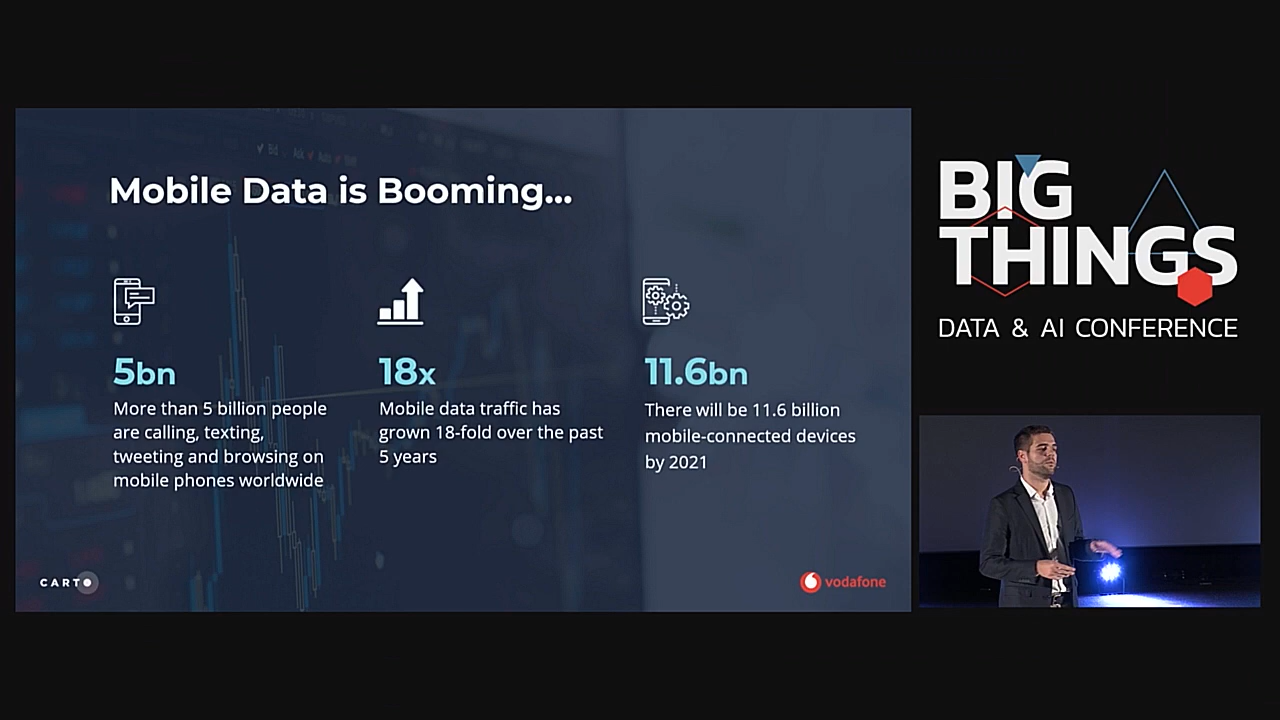 Mobile Data is Booming...
5bn
More than 5 billion people
are calling, texting,
tweeting and browsing on
mobile phones worldwide
18x
Mobile data traffic has
grown 18-fold over the past
5 years
11.6bn
There will be 11.6 billion
mobile-connected devices
by 2021
CARTO
vodafone
BIG
THINGS
DATA & AI CONFERENCE